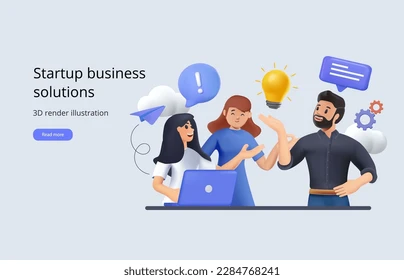 Startup business
solutions
3D render illustration
Read more
!
shutterstock.com · 2284768241